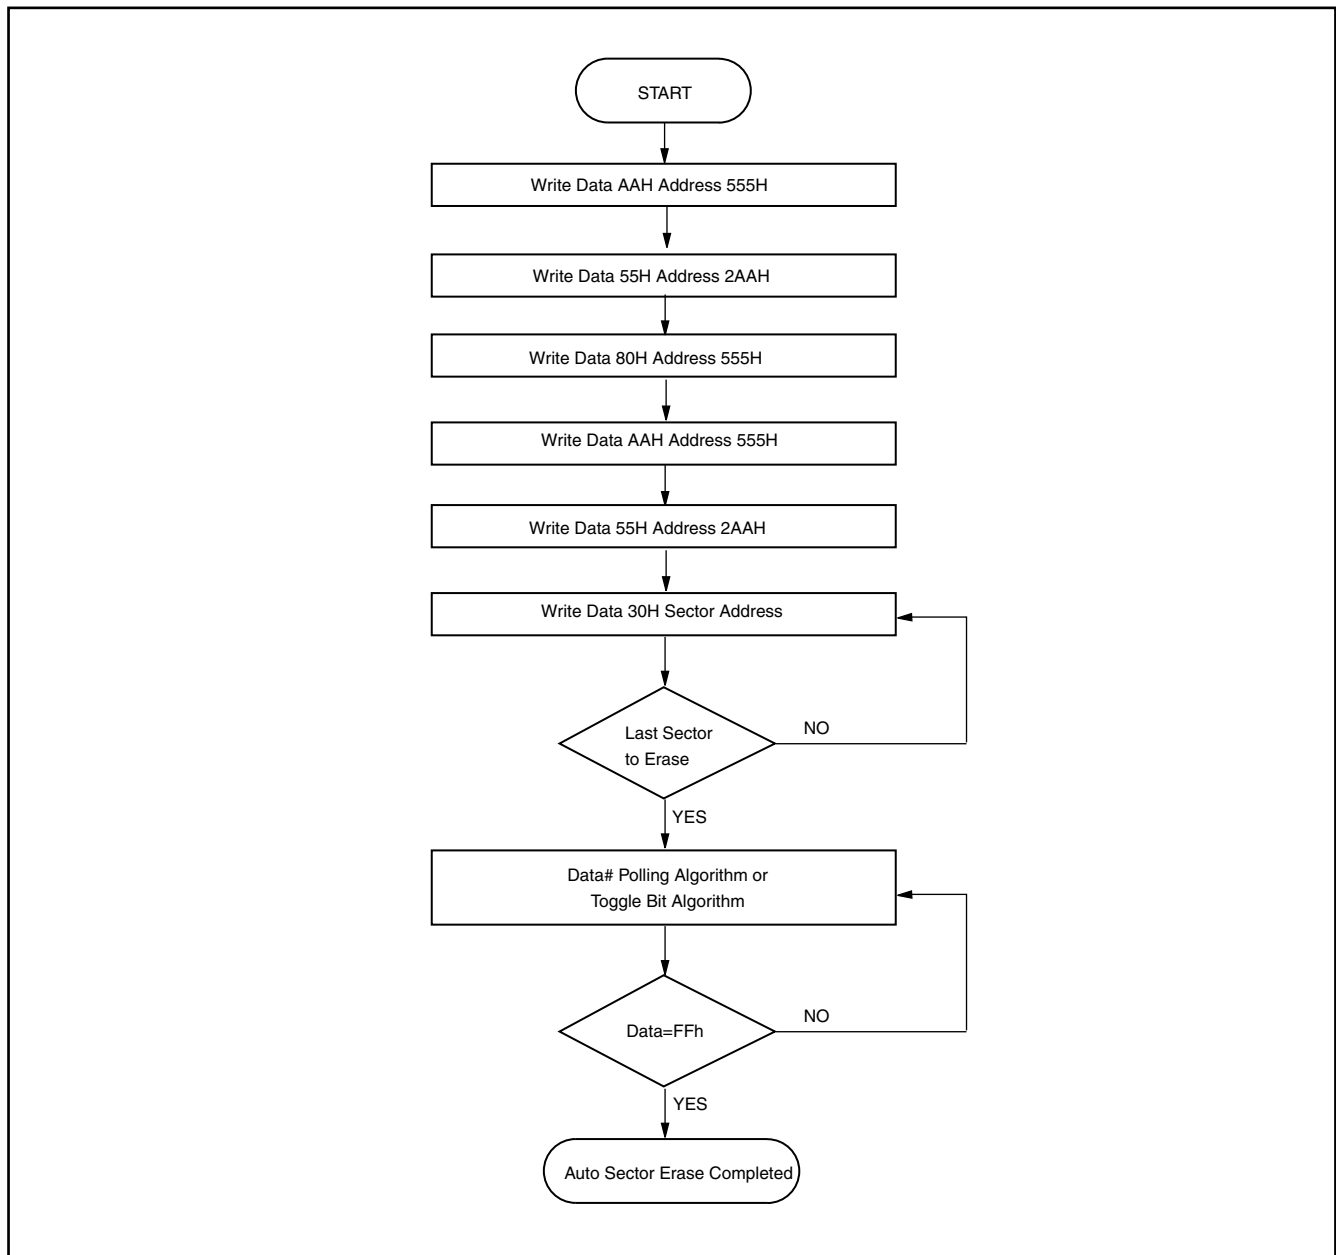 START
Write Data AAH Address 555H
Write Data 55H Address 2AAH
Write Data 80H Address 555H
Write Data AAH Address 555H
Write Data 55H Address 2AAH
Write Data 30H Sector Address
Last Sector
to Erase
NO
YES
Data# Polling Algorithm or
Toggle Bit Algorithm
Data=FFh
NO
YES
Auto Sector Erase Completed